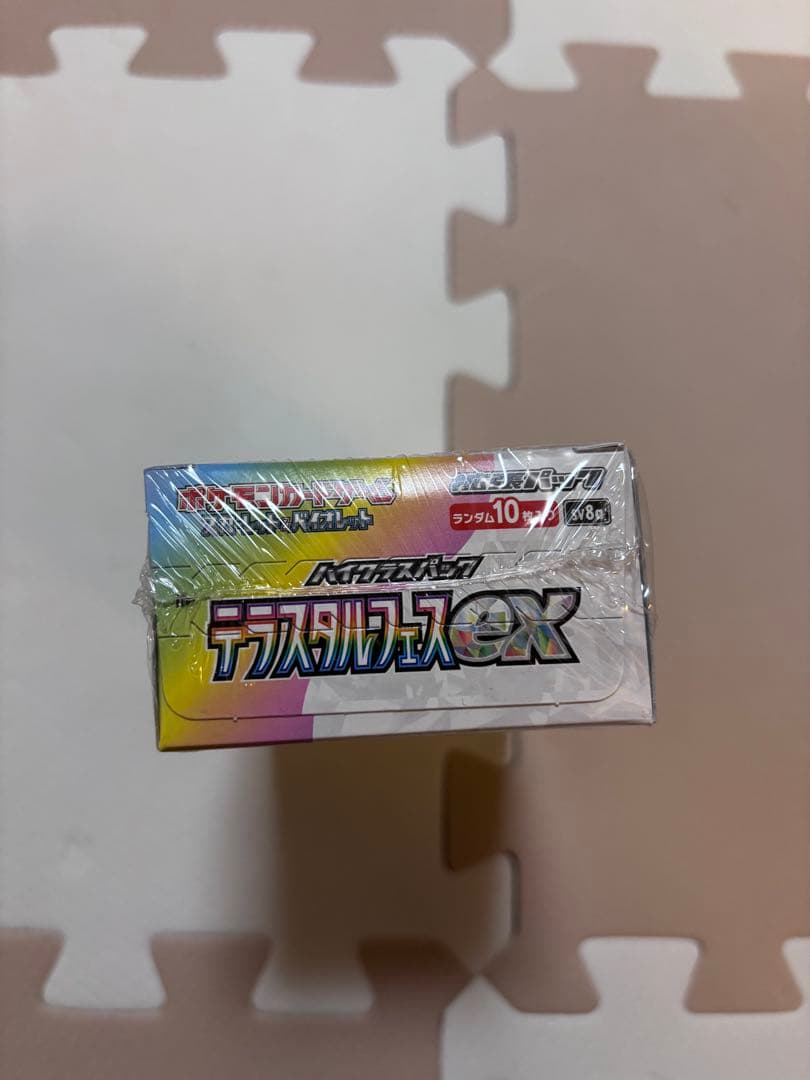 ポケモンカードゲーム
スカーレット&バイオレット
拡張パック
ランダム10枚入り
SV8a
ハイクラスパック
テラスタルフェスex